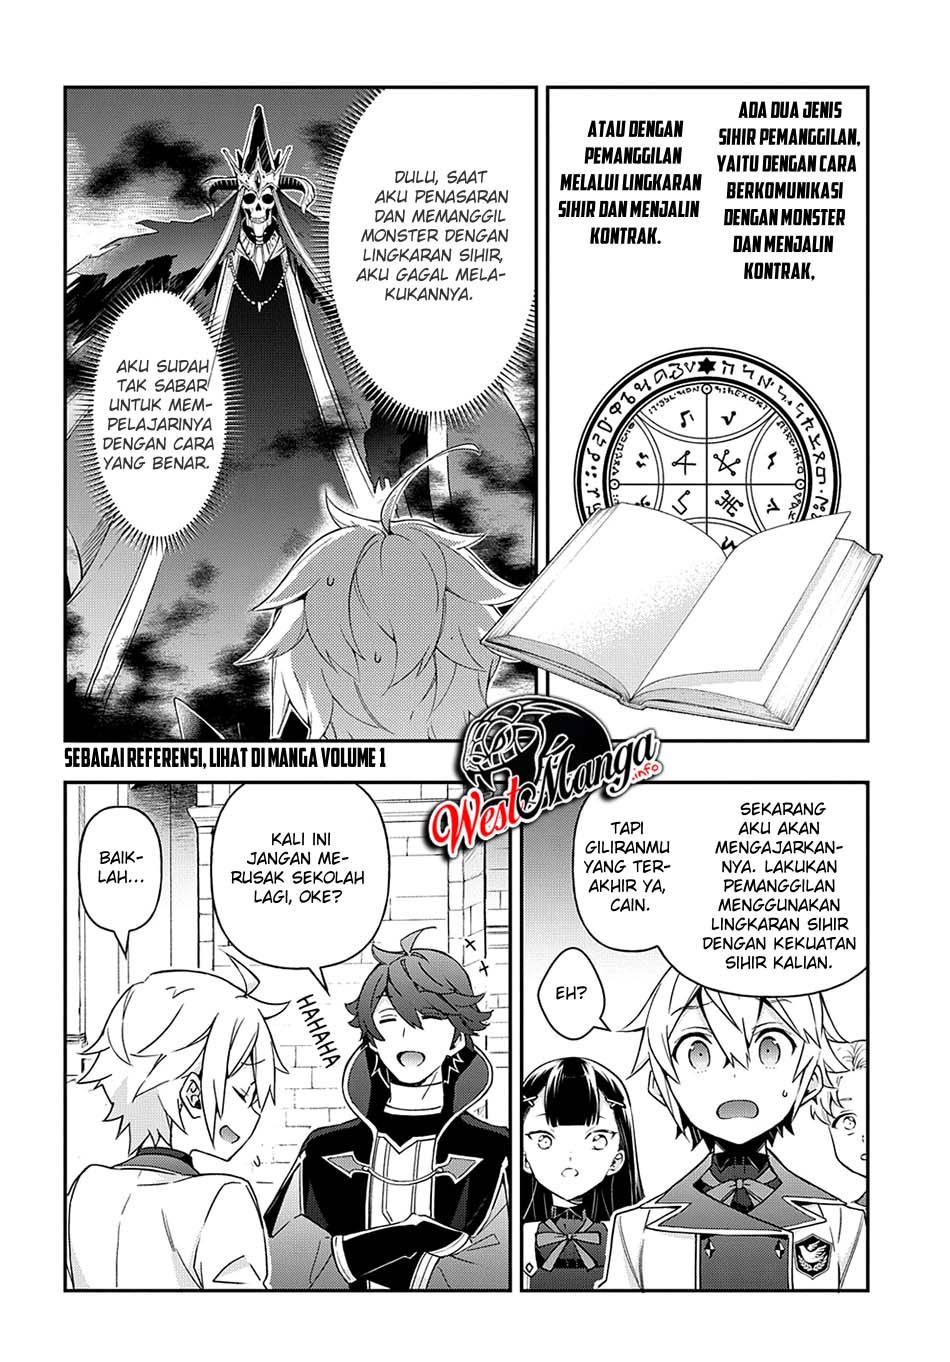 ADA DUA JENIS
SIHIR PEMANGGILAN,
YAITU DENGAN CARA
BERKOMUNIKASI
DENGAN MONSTER
DAN MENJALIN
KONTRAK,
ATAU DENGAN
PEMANGGILAN
MELALUI LINGKARAN
SIHIR DAN MENJALIN
KONTRAK.
DULU, SAAT
AKU PENASARAN
DAN MEMANGGIL
MONSTER DENGAN
LINGKARAN SIHIR,
AKU GAGAL MELA-
KUKANNYA.
AKU SUDAH
TAK SABAR
UNTUK MEM-
PELAJARINYA
DENGAN CARA
YANG BENAR.
SEBAGAI REFERENSI, LIHAT DI MANGA VOLUME 1
WestManga
.info
SEKARANG
AKU AKAN
MENGAJARKAN-
NYA. LAKUKAN
PEMANGGILAN
MENGGUNAKAN
LINGKARAN SIHIR
DENGAN KEKUATAN
SIHIR KALIAN.
TAPI
GILIRANMU
YANG TER-
AKHIR YA,
CAIN.
EH?
KALI INI
JANGAN ME-
RUSAK SEKOLAH
LAGI, OKE?
HAHAHA
BAIK-
LAH...